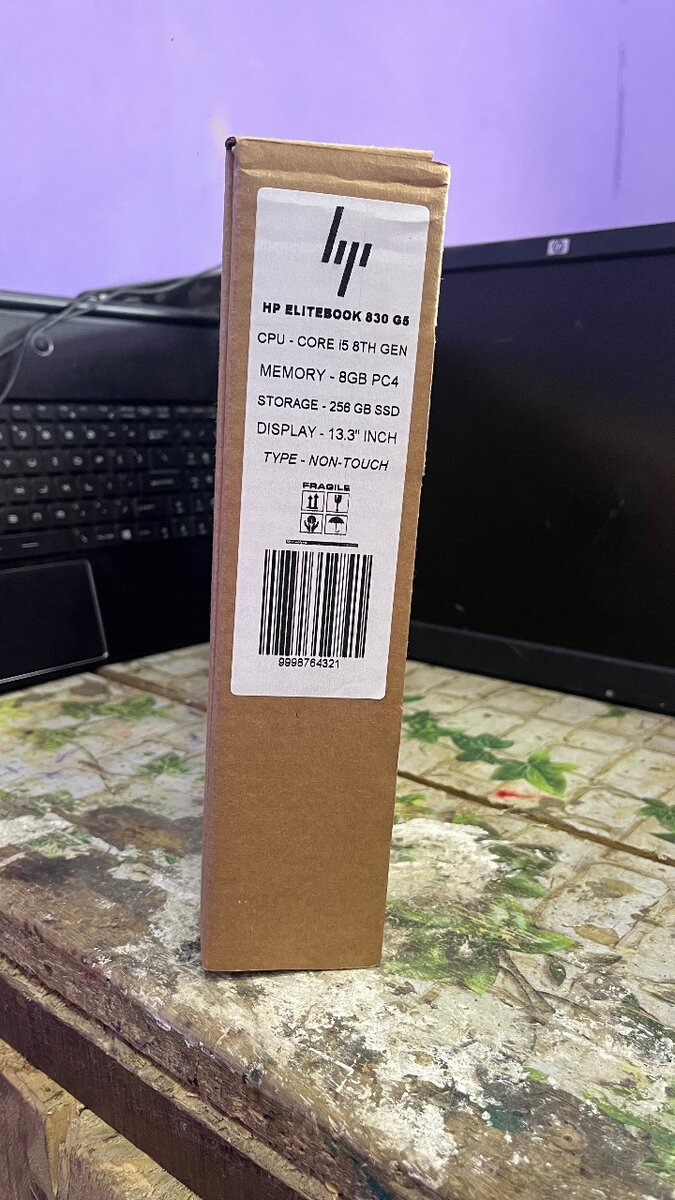 hp
HP ELITEBOOK 830 G5
CPU - CORE i5 8TH GEN
MEMORY - 8GB PC4
STORAGE - 256 GB SSD
DISPLAY - 13.3" INCH
TYPE - NON-TOUCH
FRAGILE
9998764321
hp